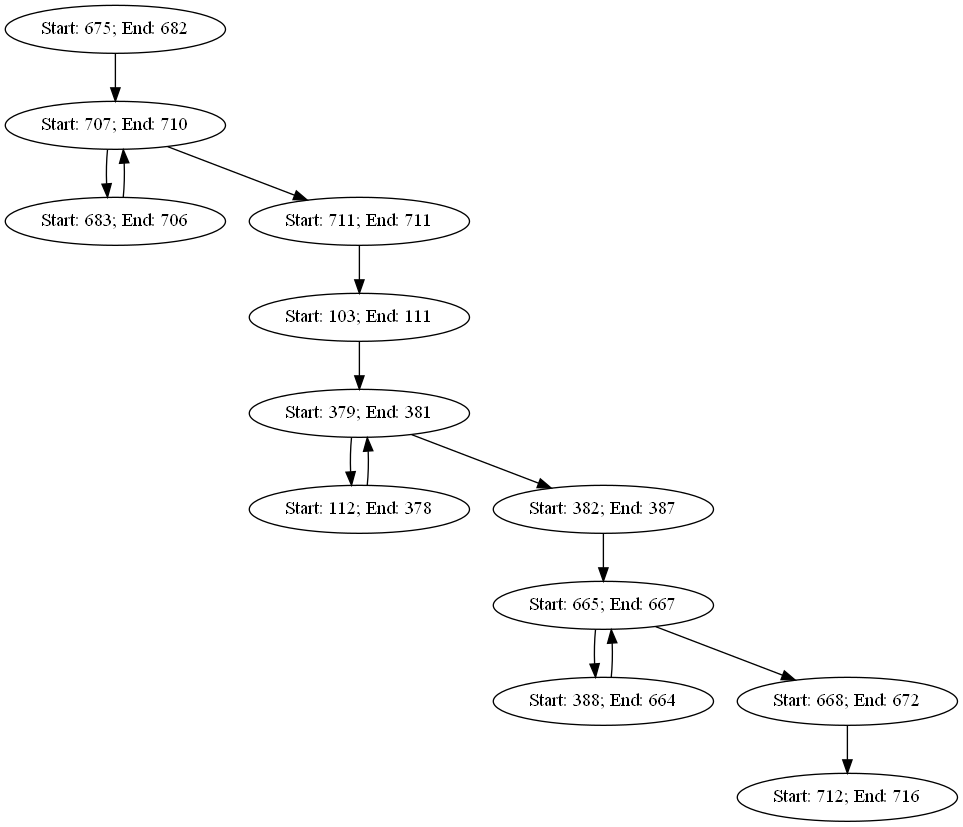 Start: 675; End: 682
Start: 707; End: 710
Start: 683; End: 706
Start: 711; End: 711
Start: 103; End: 111
Start: 379; End: 381
Start: 112; End: 378
Start: 382; End: 387
Start: 665; End: 667
Start: 388; End: 664
Start: 668; End: 672
Start: 712; End: 716